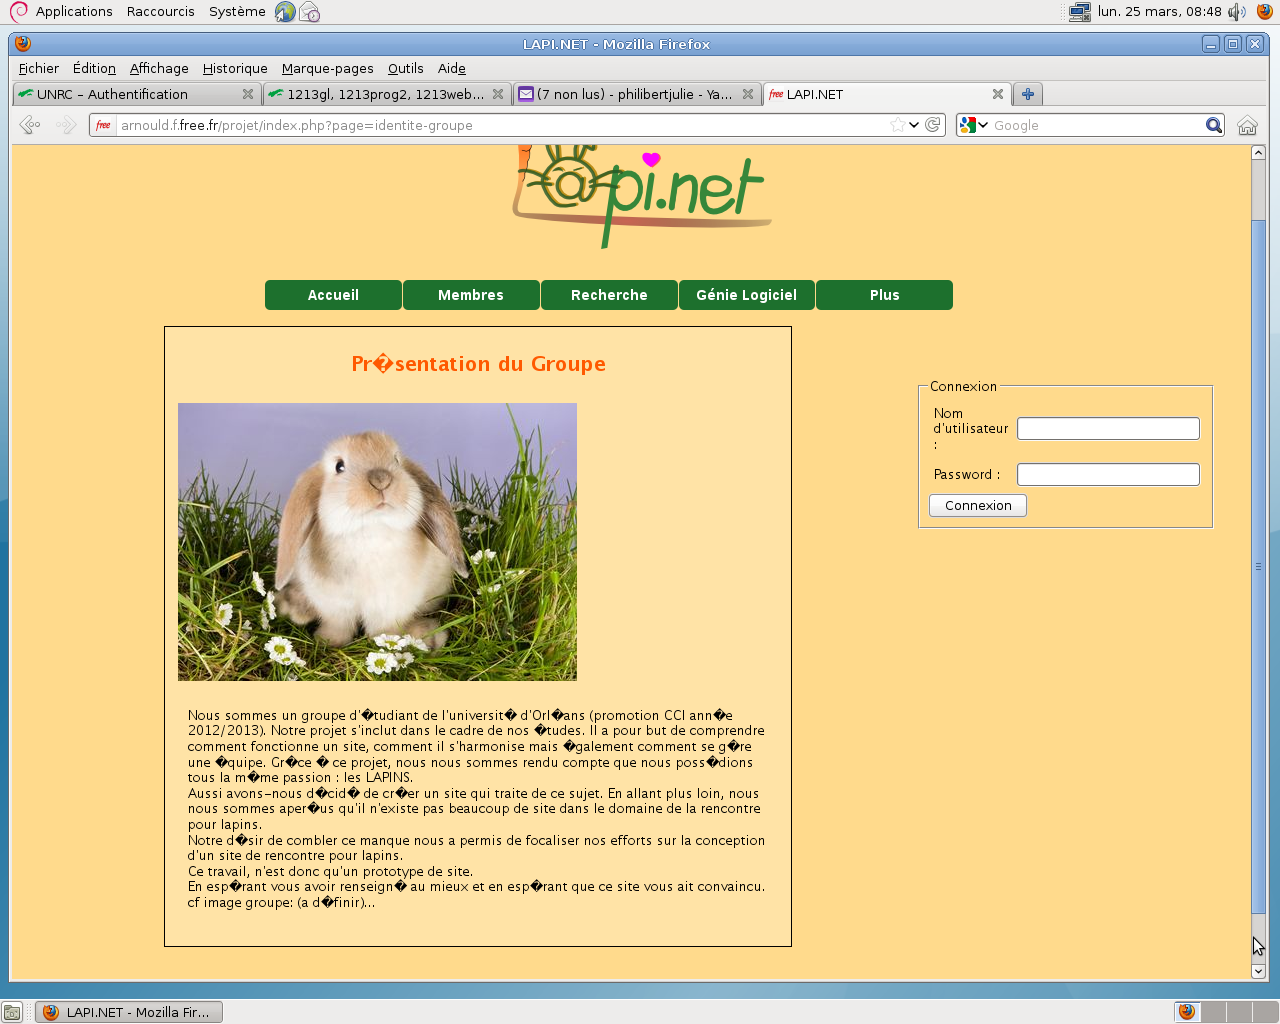 Applications Raccourcis Système lun. 25 mars, 08:48
LAPI.NET - Mozilla Firefox
Fichier Édition Affichage Historique Marque-pages Outils Aide
UNRC – Authentification 1213gl, 1213prog2, 1213web... (7 non lus) - philibertjulie - Ya... free LAPI.NET
free arnould.f.free.fr/projet/index.php?page=identite-groupe Google
l@pi.net
Accueil Membres Recherche Génie Logiciel Plus
Pr�sentation du Groupe
Connexion
Nom
d'utilisateur
:
Password :
Connexion
Nous sommes un groupe d'�tudiant de l'universit� d'Orl�ans (promotion CCI ann�e
2012/2013). Notre projet s'inclut dans le cadre de nos �tudes. Il a pour but de comprendre
comment fonctionne un site, comment il s'harmonise mais �galement comment se g�re
une �quipe. Gr�ce � ce projet, nous nous sommes rendu compte que nous poss�dions
tous la m�me passion : les LAPINS.
Aussi avons-nous d�cid� de cr�er un site qui traite de ce sujet. En allant plus loin, nous
nous sommes aper�us qu'il n'existe pas beaucoup de site dans le domaine de la rencontre
pour lapins.
Notre d�sir de combler ce manque nous a permis de focaliser nos efforts sur la conception
d'un site de rencontre pour lapins.
Ce travail, n'est donc qu'un prototype de site.
En esp�rant vous avoir renseign� au mieux et en esp�rant que ce site vous ait convaincu.
cf image groupe: (a d�finir)...
LAPI.NET - Mozilla Fir...